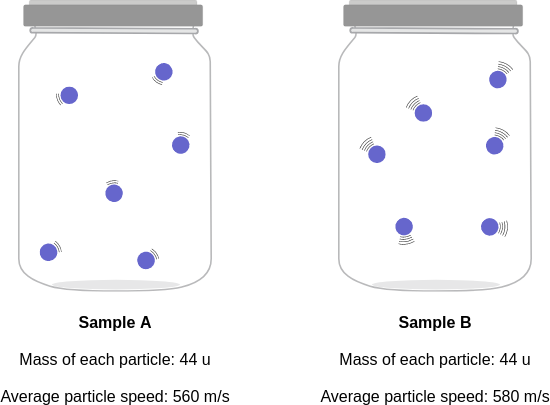 Sample A
Mass of each particle: 44 u
Average particle speed: 560 m/s
Sample B
Mass of each particle: 44 u
Average particle speed: 580 m/s